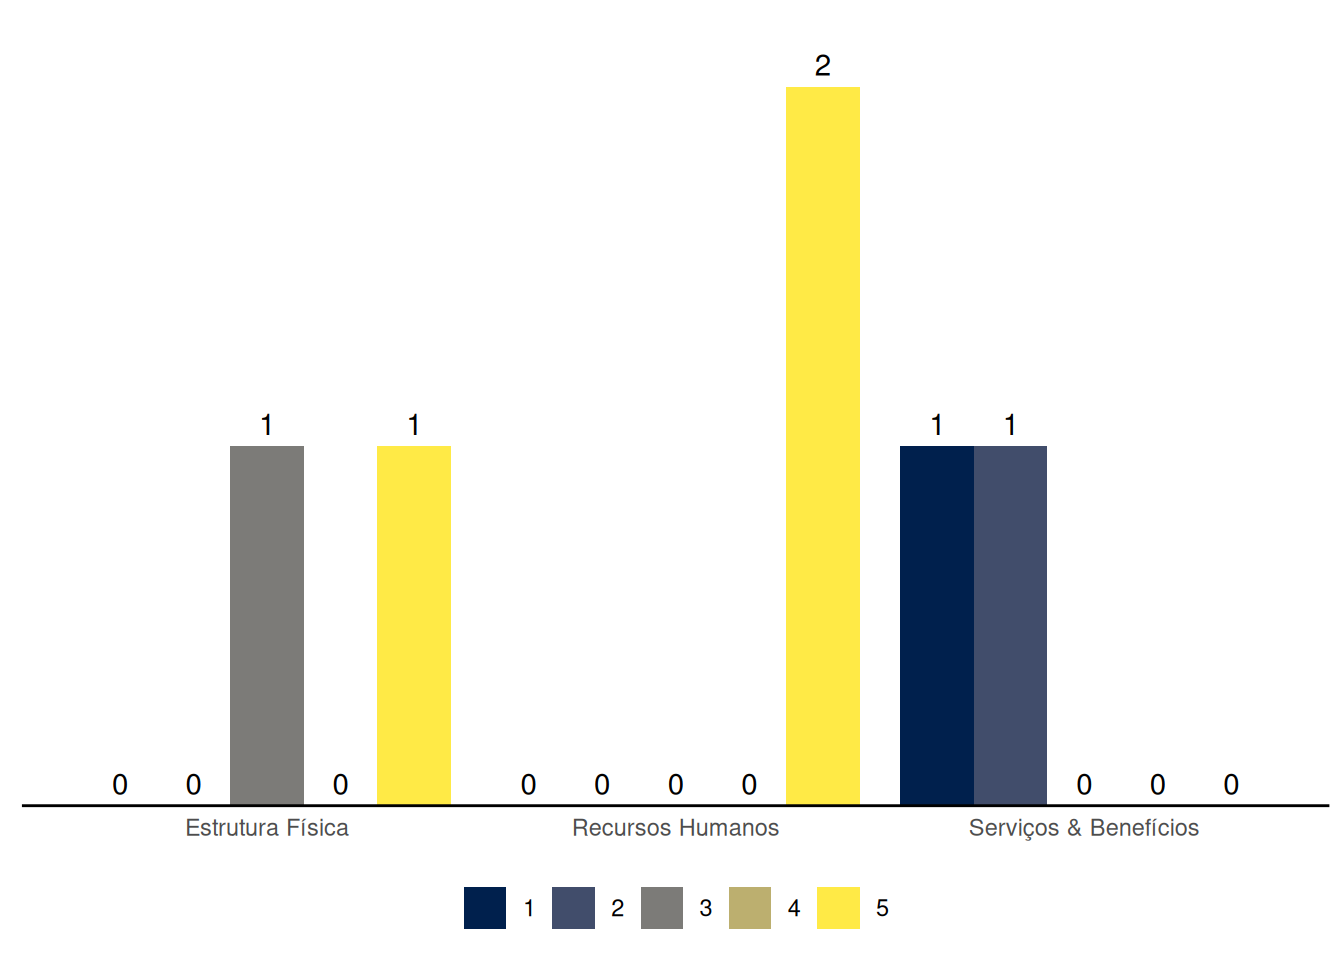 2
1 1 1 1
0 0 0 0 0 0 0 0 0 0
Estrutura Física Recursos Humanos Serviços & Benefícios
1 2 3 4 5